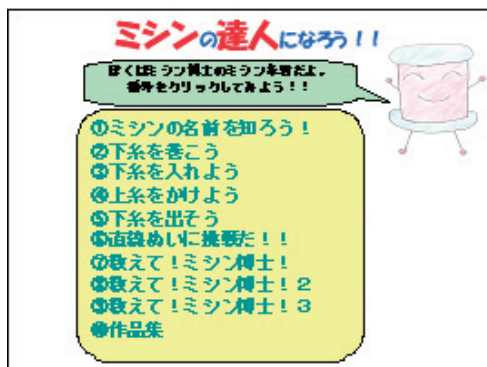 ミシンの達人になろう！！
ぼくはミシン博士のミシン本君だよ。
番号をクリックしてみよう！！
①ミシンの名前を知ろう！
②下糸を巻こう
③下糸を入れよう
④上糸をかけよう
⑤下糸を出そう
⑥直線ぬいに挑戦だ！！
⑦教えて！ミシン博士！
⑧教えて！ミシン博士！２
⑨教えて！ミシン博士！３
⑩作品集